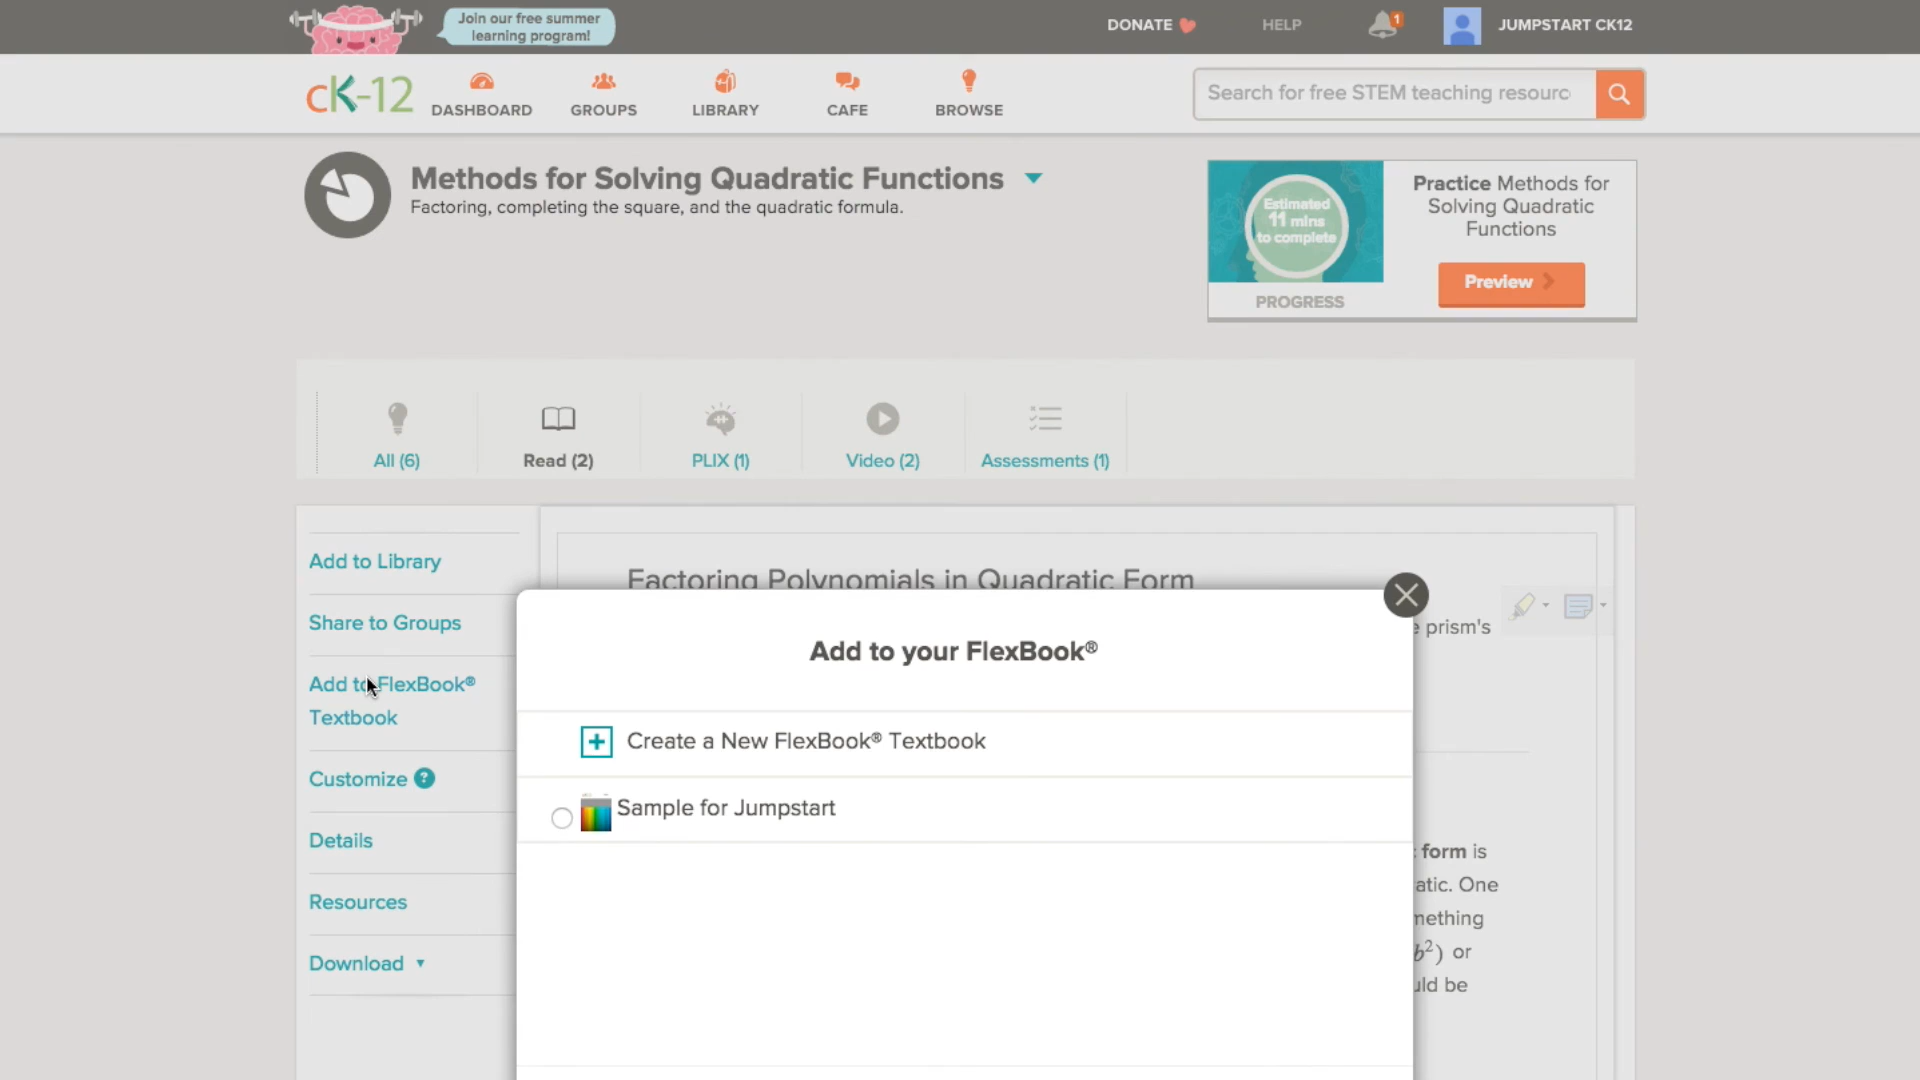 Join our free summer
learning program!
DONATE
HELP
1
JUMPSTART CK12
cK-12
DASHBOARD
GROUPS
LIBRARY
CAFE
BROWSE
Search for free STEM teaching resourc
Methods for Solving Quadratic Functions
Factoring, completing the square, and the quadratic formula.
Estimated
11 mins
to complete
PROGRESS
Practice Methods for
Solving Quadratic
Functions
Preview
All (6)
Read (2)
PLIX (1)
Video (2)
Assessments (1)
Add to Library
Share to Groups
Add to FlexBook®
Textbook
Customize ?
Details
Resources
Download
Factoring Polynomials in Quadratic Form
prism's
Add to your FlexBook®
Create a New FlexBook® Textbook
Sample for Jumpstart
form is
atic. One
mething
b²) or
uld be